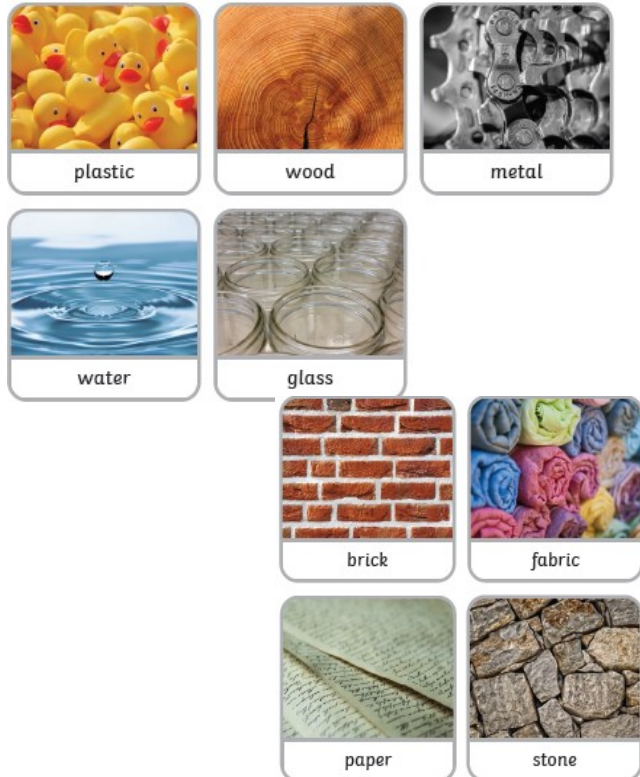 plastic
wood
metal
water
glass
brick
fabric
paper
stone